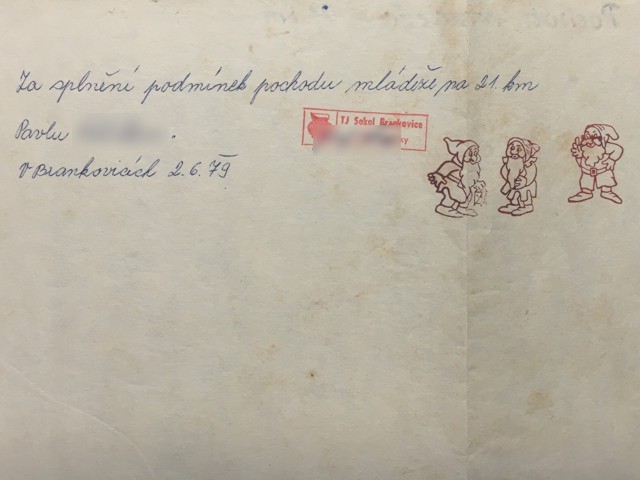 Za splnění podmínek pochodu mládeže na 21 km
TJ Sokol Brankovice
Pavlu
V Brankovicích 2.6.79